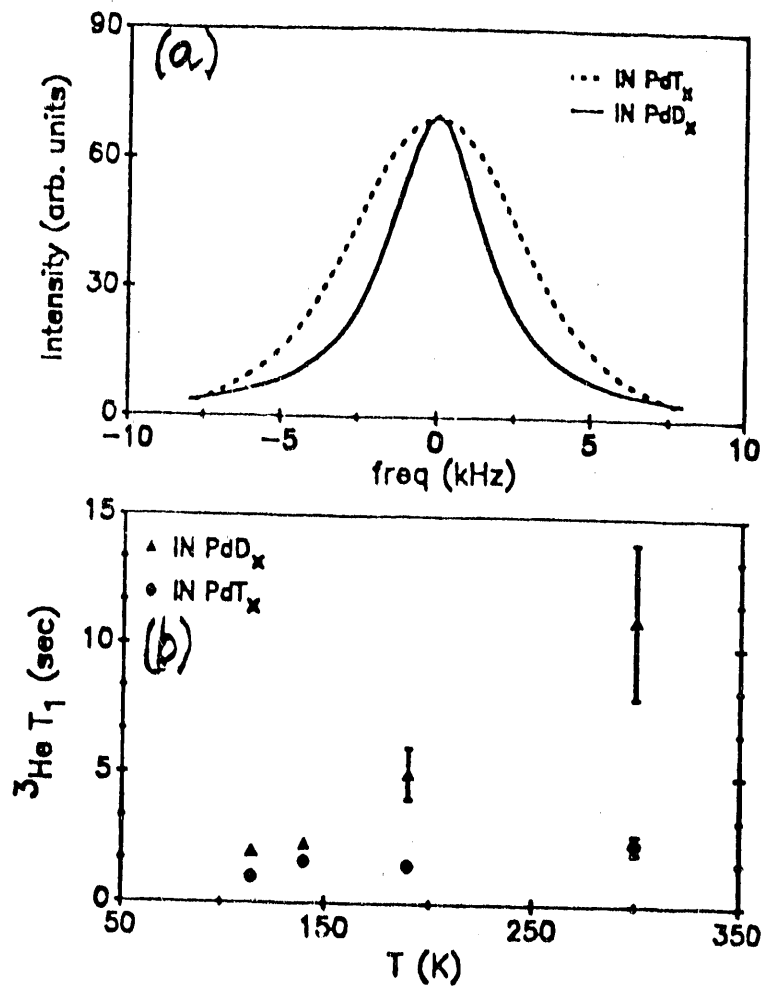 (a)
90
60
30
0
Intensity (arb. units)
IN PdTₓ
IN PdDₓ
-10 -5 0 5 10
freq (kHz)
15
10
5
0
³He T₁ (sec)
IN PdDₓ
IN PdTₓ
(b)
50 150 250 350
T (K)